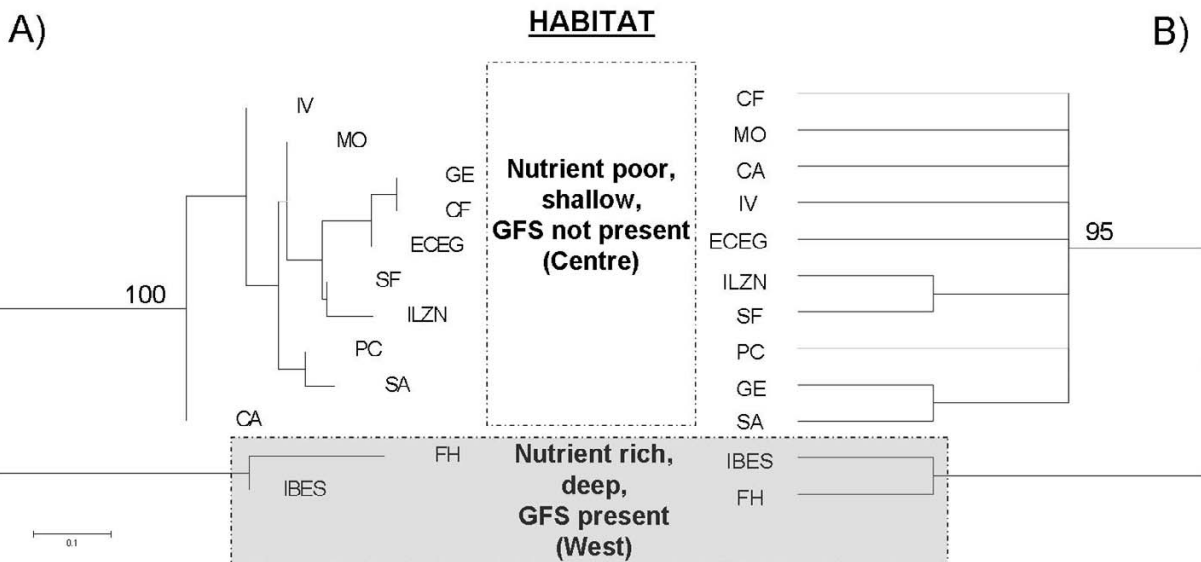 A)
HABITAT
B)
IV
MO
GE
CF
ECEG
SF
ILZN
PC
SA
CA
100
FH
IBES
0.1
Nutrient poor,
shallow,
GFS not present
(Centre)
Nutrient rich,
deep,
GFS present
(West)
CF
MO
CA
IV
ECEG
ILZN
SF
PC
GE
SA
95
IBES
FH